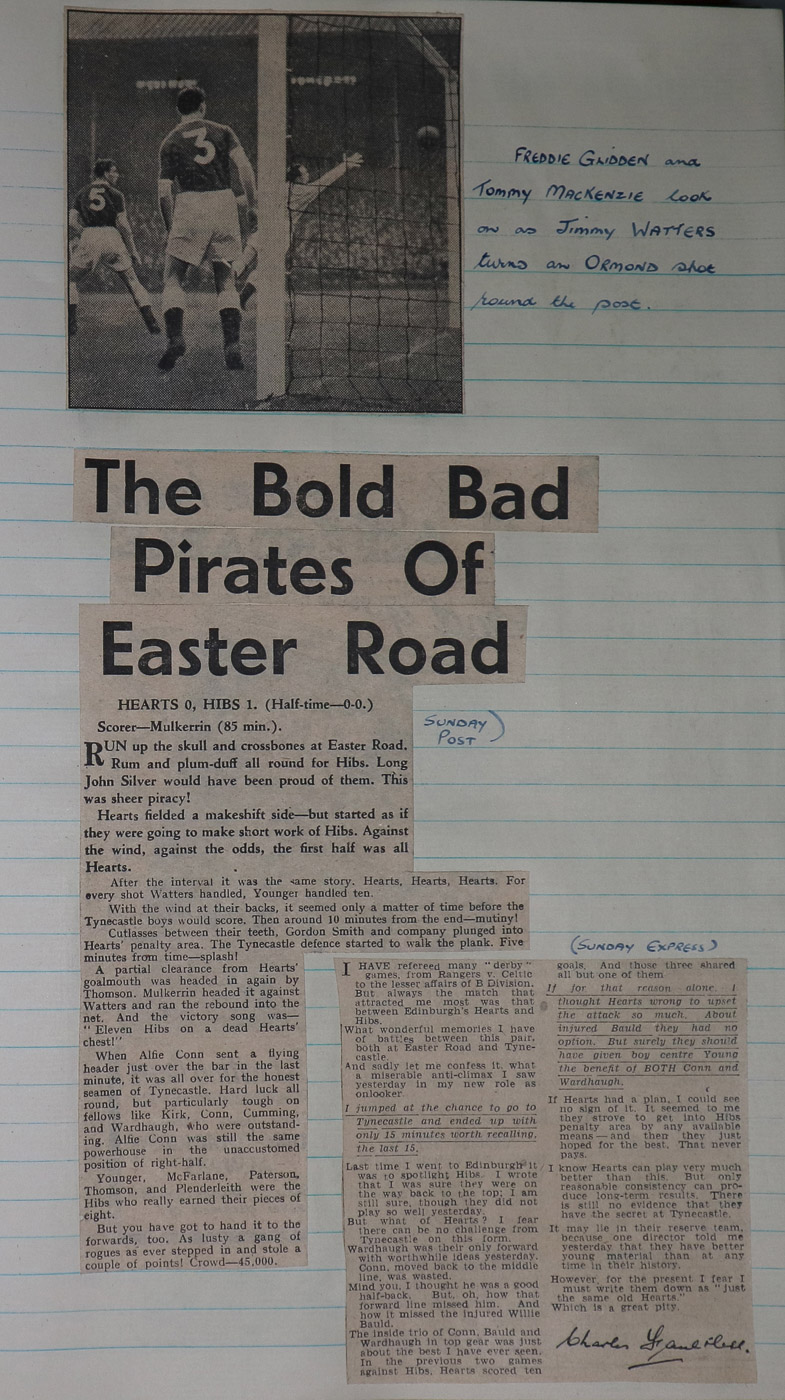 5
3
FREDDIE GLIDDEN and
Tommy MACKENZIE look
on as Jimmy WATTERS
turns an ORMOND shot
round the post.
The Bold Bad
Pirates Of
Easter Road
HEARTS 0, HIBS 1. (Half-time—0-0.)
Scorer—Mulkerrin (85 min.).
(SUNDAY
POST)
RUN up the skull and crossbones at Easter Road.
Rum and plum-duff all round for Hibs. Long
John Silver would have been proud of them. This
was sheer piracy!
Hearts fielded a makeshift side—but started as if
they were going to make short work of Hibs. Against
the wind, against the odds, the first half was all
Hearts.
After the interval it was the same story. Hearts, Hearts, Hearts. For
every shot Watters handled, Younger handled ten.
With the wind at their backs, it seemed only a matter of time before the
Tynecastle boys would score. Then around 10 minutes from the end—mutiny!
Cutlasses between their teeth, Gordon Smith and company plunged into
Hearts' penalty area. The Tynecastle defence started to walk the plank. Five
minutes from time—splash!
A partial clearance from Hearts'
goalmouth was headed in again by
Thomson. Mulkerrin headed it against
Watters and ran the rebound into the
net. And the victory song was—
"Eleven Hibs on a dead Hearts'
chest!"
When Alfie Conn sent a flying
header just over the bar in the last
minute, it was all over for the honest
seamen of Tynecastle. Hard luck all
round, but particularly tough on
fellows like Kirk, Conn, Cumming,
and Wardhaugh, who were outstand-
ing. Alfie Conn was still the same
powerhouse in the unaccustomed
position of right-half.
Younger, McFarlane, Paterson,
Thomson, and Plenderleith were the
Hibs who really earned their pieces of
eight.
But you have got to hand it to the
forwards, too. As lusty a gang of
rogues as ever stepped in and stole a
couple of points! Crowd—45,000.
(SUNDAY EXPRESS)
I HAVE refereed many "derby"
games, from Rangers v. Celtic
to the lesser affairs of B Division.
But always the match that
attracted me most was that
between Edinburgh's Hearts and
Hibs.
What wonderful memories I have
of battles between this pair,
both at Easter Road and Tyne-
castle.
And sadly let me confess it, what
a miserable anti-climax I saw
yesterday in my new role as
onlooker.
I jumped at the chance to go to
Tynecastle and ended up with
only 15 minutes worth recalling,
the last 15.
Last time I went to Edinburgh it
was to spotlight Hibs. I wrote
that I was sure they were on
the way back to the top; I am
still sure, though they did not
play so well yesterday.
But what of Hearts? I fear
there can be no challenge from
Tynecastle on this form.
Wardhaugh was their only forward
with worthwhile ideas yesterday.
Conn, moved back to the middle
line, was wasted.
Mind you, I thought he was a good
half-back. But, oh, how that
forward line missed him. And
how it missed the injured Willie
Bauld.
The inside trio of Conn, Bauld and
Wardhaugh in top gear was just
about the best I have ever seen.
In the previous two games
against Hibs, Hearts scored ten
goals. And those three shared
all but one of them
If for that reason alone, I
thought Hearts wrong to upset
the attack so much. About
injured Bauld they had no
option. But surely they should
have given boy centre Young
the benefit of BOTH Conn and
Wardhaugh.
If Hearts had a plan, I could see
no sign of it. It seemed to me
they strove to get into Hibs
penalty area by any available
means—and then they just
hoped for the best. That never
pays.
I know Hearts can play very much
better than this. But only
reasonable consistency can pro-
duce long-term results. There
is still no evidence that they
have the secret at Tynecastle.
It may lie in their reserve team,
because one director told me
yesterday that they have better
young material than at any
time in their history.
However, for the present I fear I
must write them down as "just
the same old Hearts."
Which is a great pity.
Charles